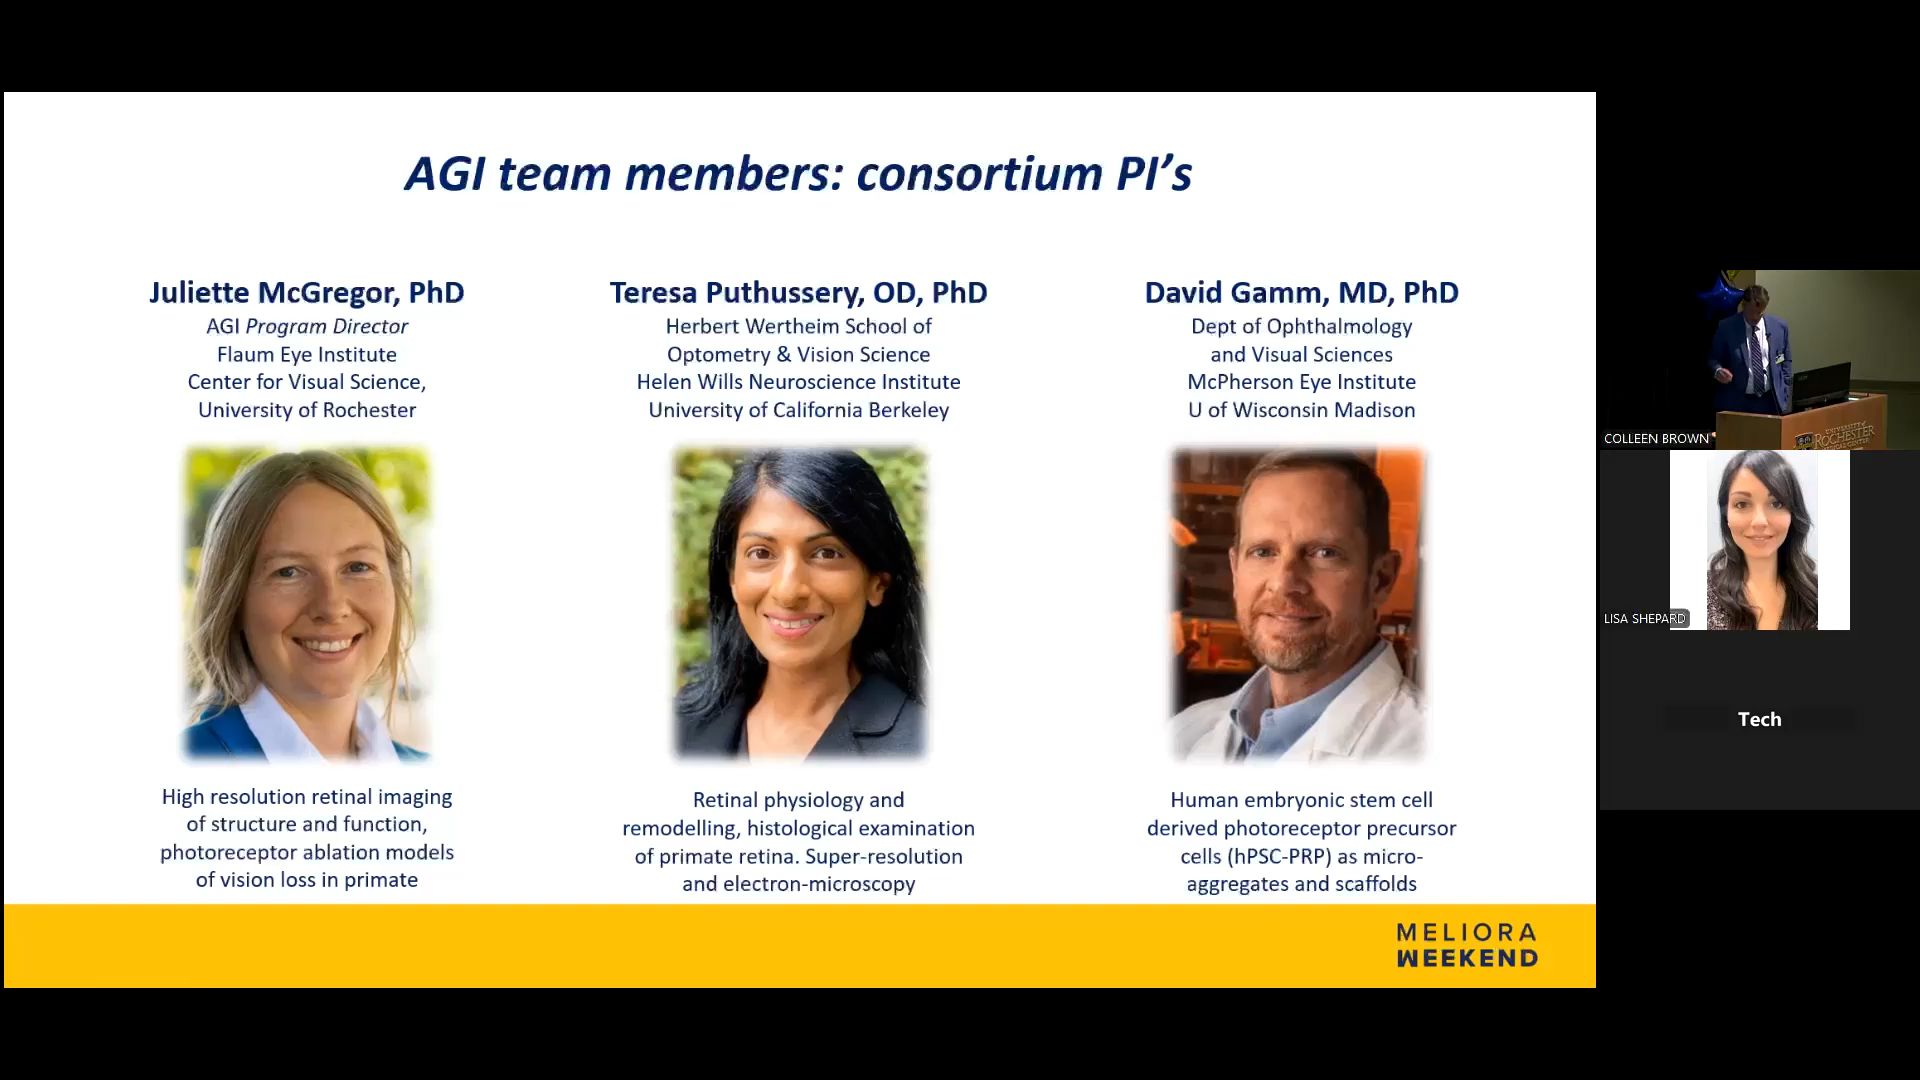 AGI team members: consortium PI's
Juliette McGregor, PhD
AGI Program Director
Flaum Eye Institute
Center for Visual Science,
University of Rochester
High resolution retinal imaging
of structure and function,
photoreceptor ablation models
of vision loss in primate
Teresa Puthussery, OD, PhD
Herbert Wertheim School of
Optometry & Vision Science
Helen Wills Neuroscience Institute
University of California Berkeley
Retinal physiology and
remodelling, histological examination
of primate retina. Super-resolution
and electron-microscopy
David Gamm, MD, PhD
Dept of Ophthalmology
and Visual Sciences
McPherson Eye Institute
U of Wisconsin Madison
Human embryonic stem cell
derived photoreceptor precursor
cells (hPSC-PRP) as micro-
aggregates and scaffolds
MELIORA
WEEKEND
UNIVERSITY of
ROCHESTER
MEDICAL CENTER
COLLEEN BROWN
LISA SHEPARD
Tech